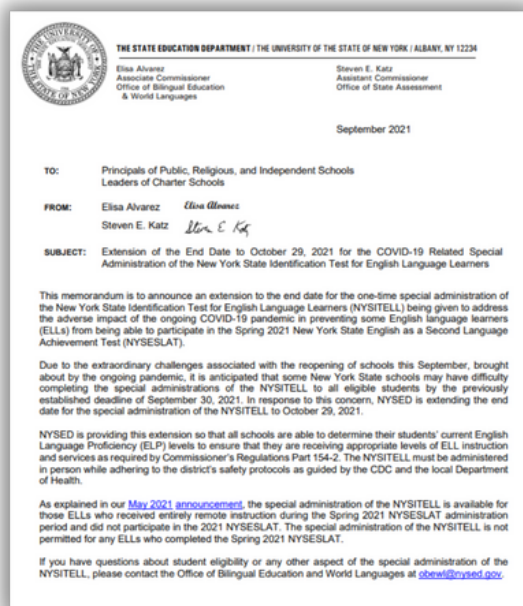 THE STATE EDUCATION DEPARTMENT / THE UNIVERSITY OF THE STATE OF NEW YORK / ALBANY, NY 12234
Elisa Alvarez
Associate Commissioner
Office of Bilingual Education
& World Languages
Steven E. Katz
Assistant Commissioner
Office of State Assessment
September 2021
TO: Principals of Public, Religious, and Independent Schools
Leaders of Charter Schools
FROM: Elisa Alvarez Elisa Alvarez
Steven E. Katz Steven E Katz
SUBJECT: Extension of the End Date to October 29, 2021 for the COVID-19 Related Special
Administration of the New York State Identification Test for English Language Learners
This memorandum is to announce an extension to the end date for the one-time special administration of
the New York State Identification Test for English Language Learners (NYSITELL) being given to address
the adverse impact of the ongoing COVID-19 pandemic in preventing some English language learners
(ELLs) from being able to participate in the Spring 2021 New York State English as a Second Language
Achievement Test (NYSESLAT).
Due to the extraordinary challenges associated with the reopening of schools this September, brought
about by the ongoing pandemic, it is anticipated that some New York State schools may have difficulty
completing the special administrations of the NYSITELL to all eligible students by the previously
established deadline of September 30, 2021. In response to this concern, NYSED is extending the end
date for the special administration of the NYSITELL to October 29, 2021.
NYSED is providing this extension so that all schools are able to determine their students' current English
Language Proficiency (ELP) levels to ensure that they are receiving appropriate levels of ELL instruction
and services as required by Commissioner's Regulations Part 154-2. The NYSITELL must be administered
in person while adhering to the district's safety protocols as guided by the CDC and the local Department
of Health.
As explained in our May 2021 announcement, the special administration of the NYSITELL is available for
those ELLs who received entirely remote instruction during the Spring 2021 NYSESLAT administration
period and did not participate in the 2021 NYSESLAT. The special administration of the NYSITELL is not
permitted for any ELLs who completed the Spring 2021 NYSESLAT.
If you have questions about student eligibility or any other aspect of the special administration of the
NYSITELL, please contact the Office of Bilingual Education and World Languages at obewl@nysed.gov.